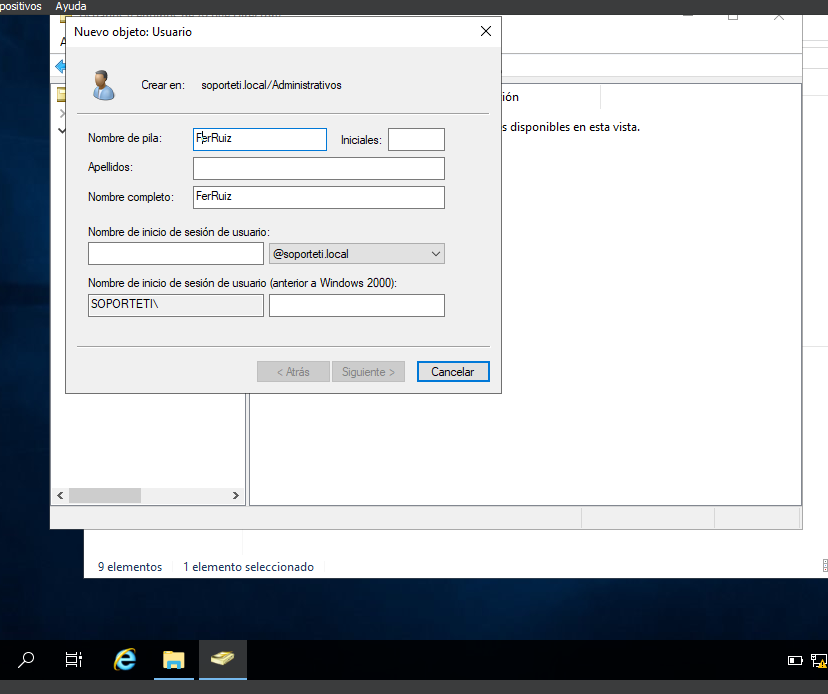 positivos Ayuda
Nuevo objeto: Usuario
Crear en: soporteti.local/Administrativos
ión
Nombre de pila: FerRuiz Iniciales:
s disponibles en esta vista.
Apellidos:
Nombre completo: FerRuiz
Nombre de inicio de sesión de usuario:
@soporteti.local
Nombre de inicio de sesión de usuario (anterior a Windows 2000):
SOPORTETI\
< Atrás Siguiente > Cancelar
9 elementos 1 elemento seleccionado